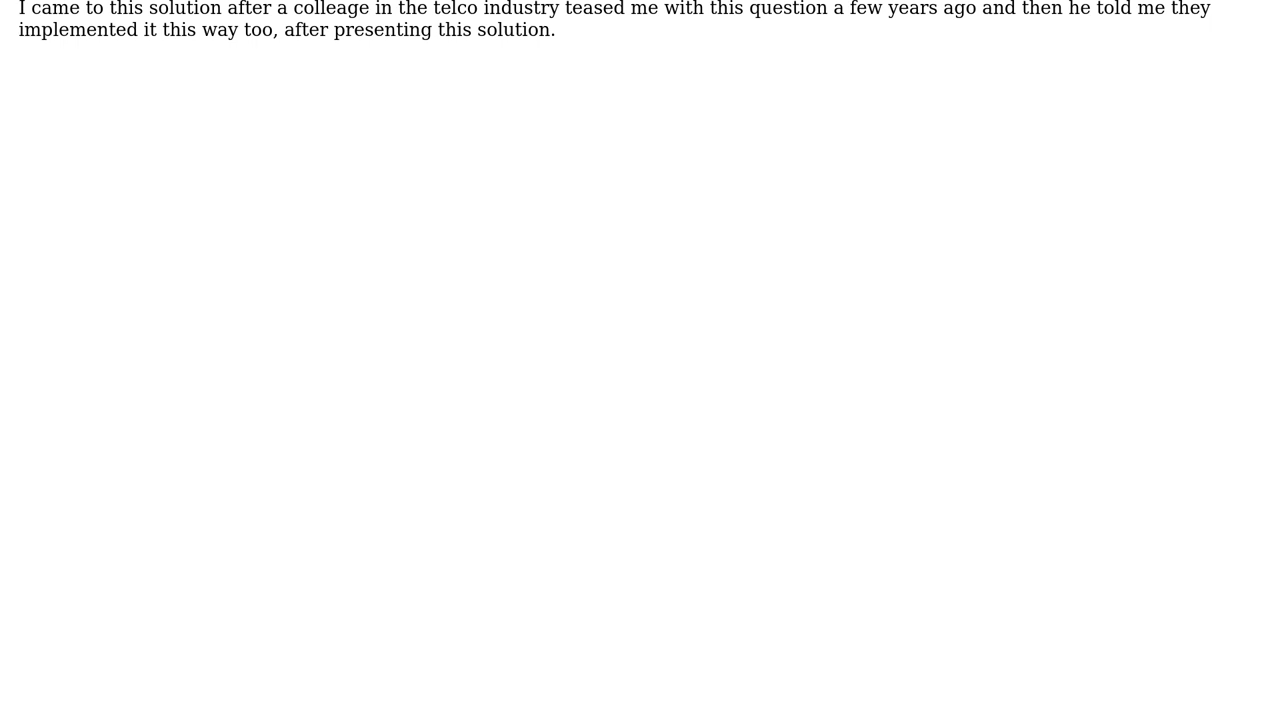 I came to this solution after a colleage in the telco industry teased me with this question a few years ago and then he told me they
implemented it this way too, after presenting this solution.